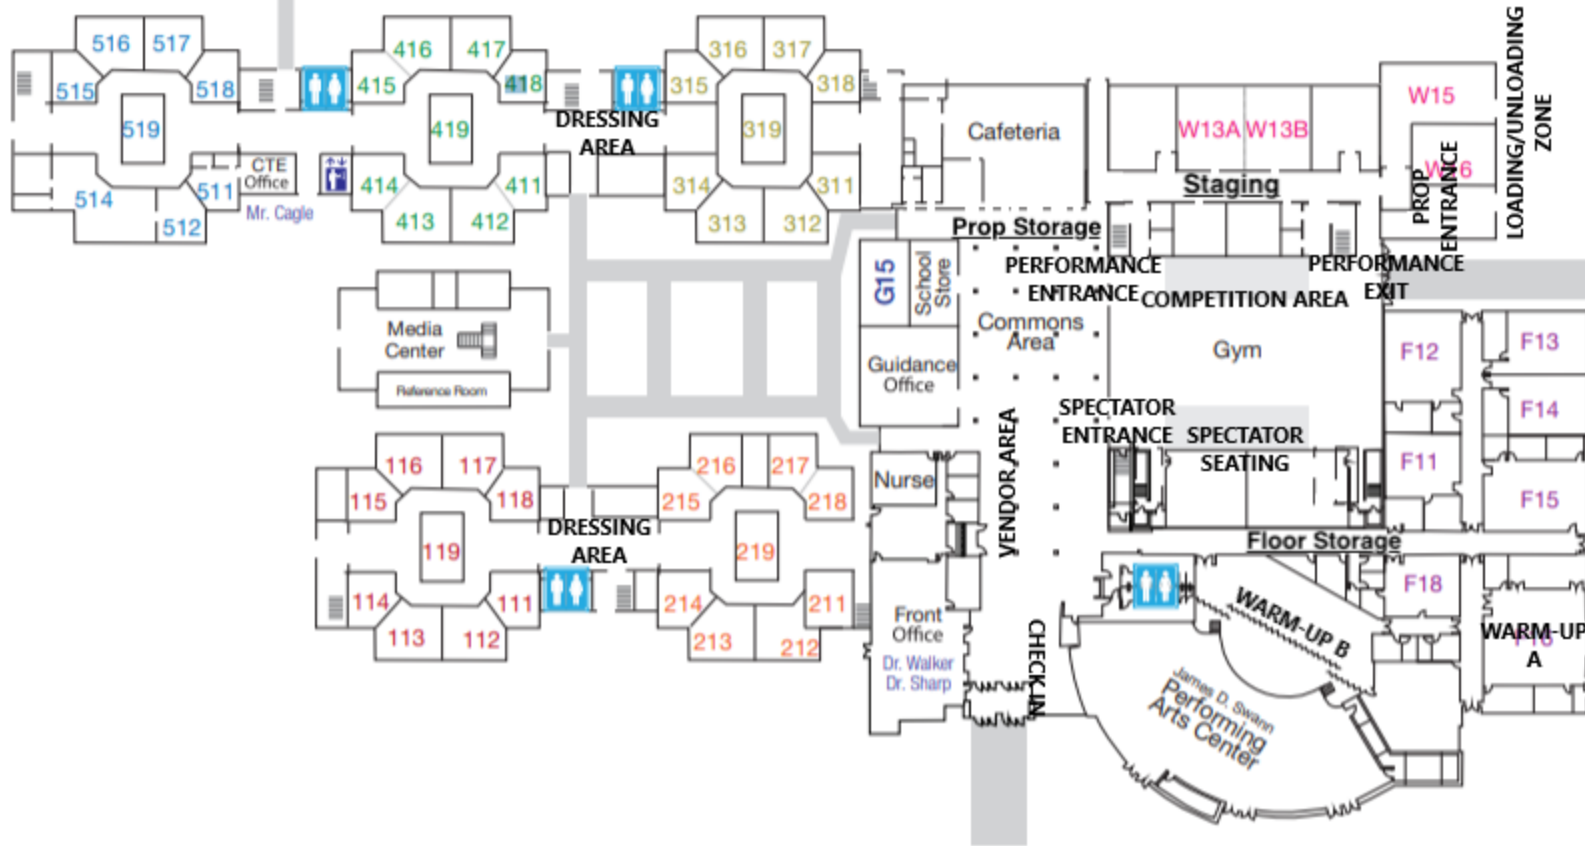 516
517
515
518
519
514
511
512
CTE
Office
Mr. Cagle
416
417
415
418
419
414
411
413
412
DRESSING
AREA
316
317
315
318
319
314
311
313
312
Cafeteria
W13A
W13B
W15
W16
LOADING/UNLOADING
ZONE
PROP
ENTRANCE
Staging
Prop Storage
PERFORMANCE
ENTRANCE
COMPETITION AREA
PERFORMANCE
EXIT
G15
School
Store
Commons
Area
Gym
Guidance
Office
Media
Center
Reference Room
F12
F13
F14
F11
F15
SPECTATOR
ENTRANCE
SPECTATOR
SEATING
VENDOR AREA
116
117
115
118
119
114
111
113
112
DRESSING
AREA
216
217
215
218
219
214
211
213
212
Nurse
Front
Office
Dr. Walker
Dr. Sharp
CHECK IN
Floor Storage
F18
WARM-UP B
WARM-UP
A
F16
James D. Swann
Performing
Arts Center